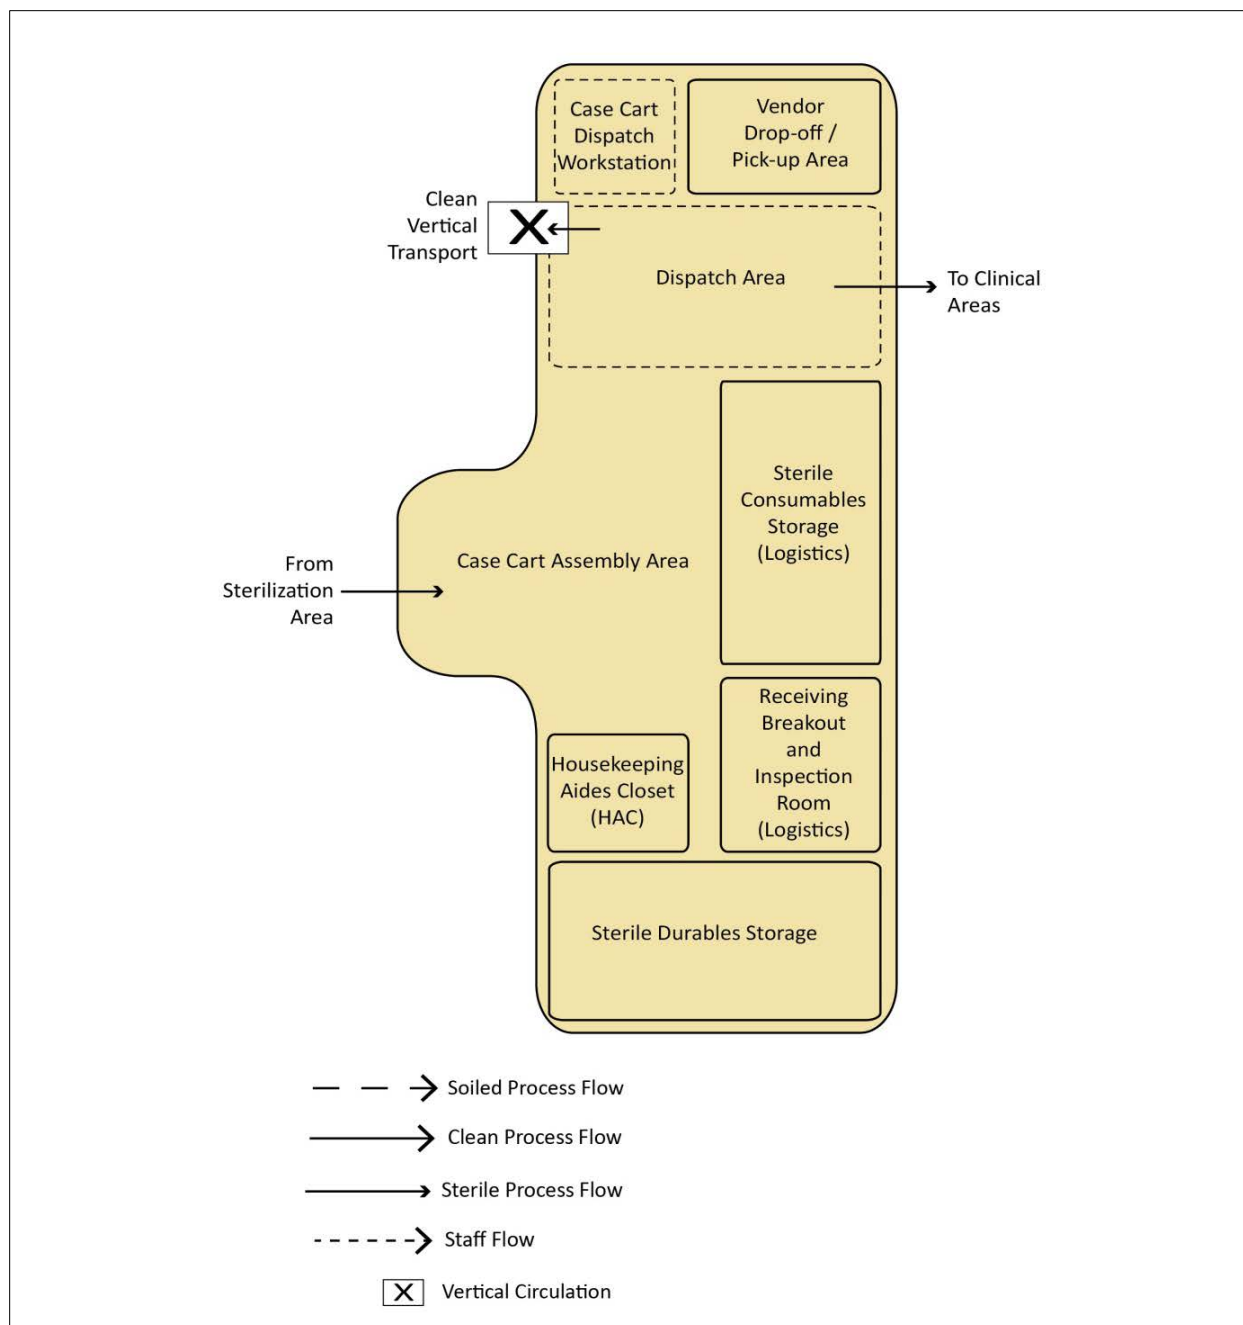 Case Cart
Dispatch
Workstation
Vendor
Drop-off /
Pick-up Area
Clean
Vertical
Transport
X
Dispatch Area
To Clinical
Areas
Sterile
Consumables
Storage
(Logistics)
Case Cart Assembly Area
From
Sterilization
Area
Receiving
Breakout
and
Inspection
Room
(Logistics)
Housekeeping
Aides Closet
(HAC)
Sterile Durables Storage
Soiled Process Flow
Clean Process Flow
Sterile Process Flow
Staff Flow
X Vertical Circulation